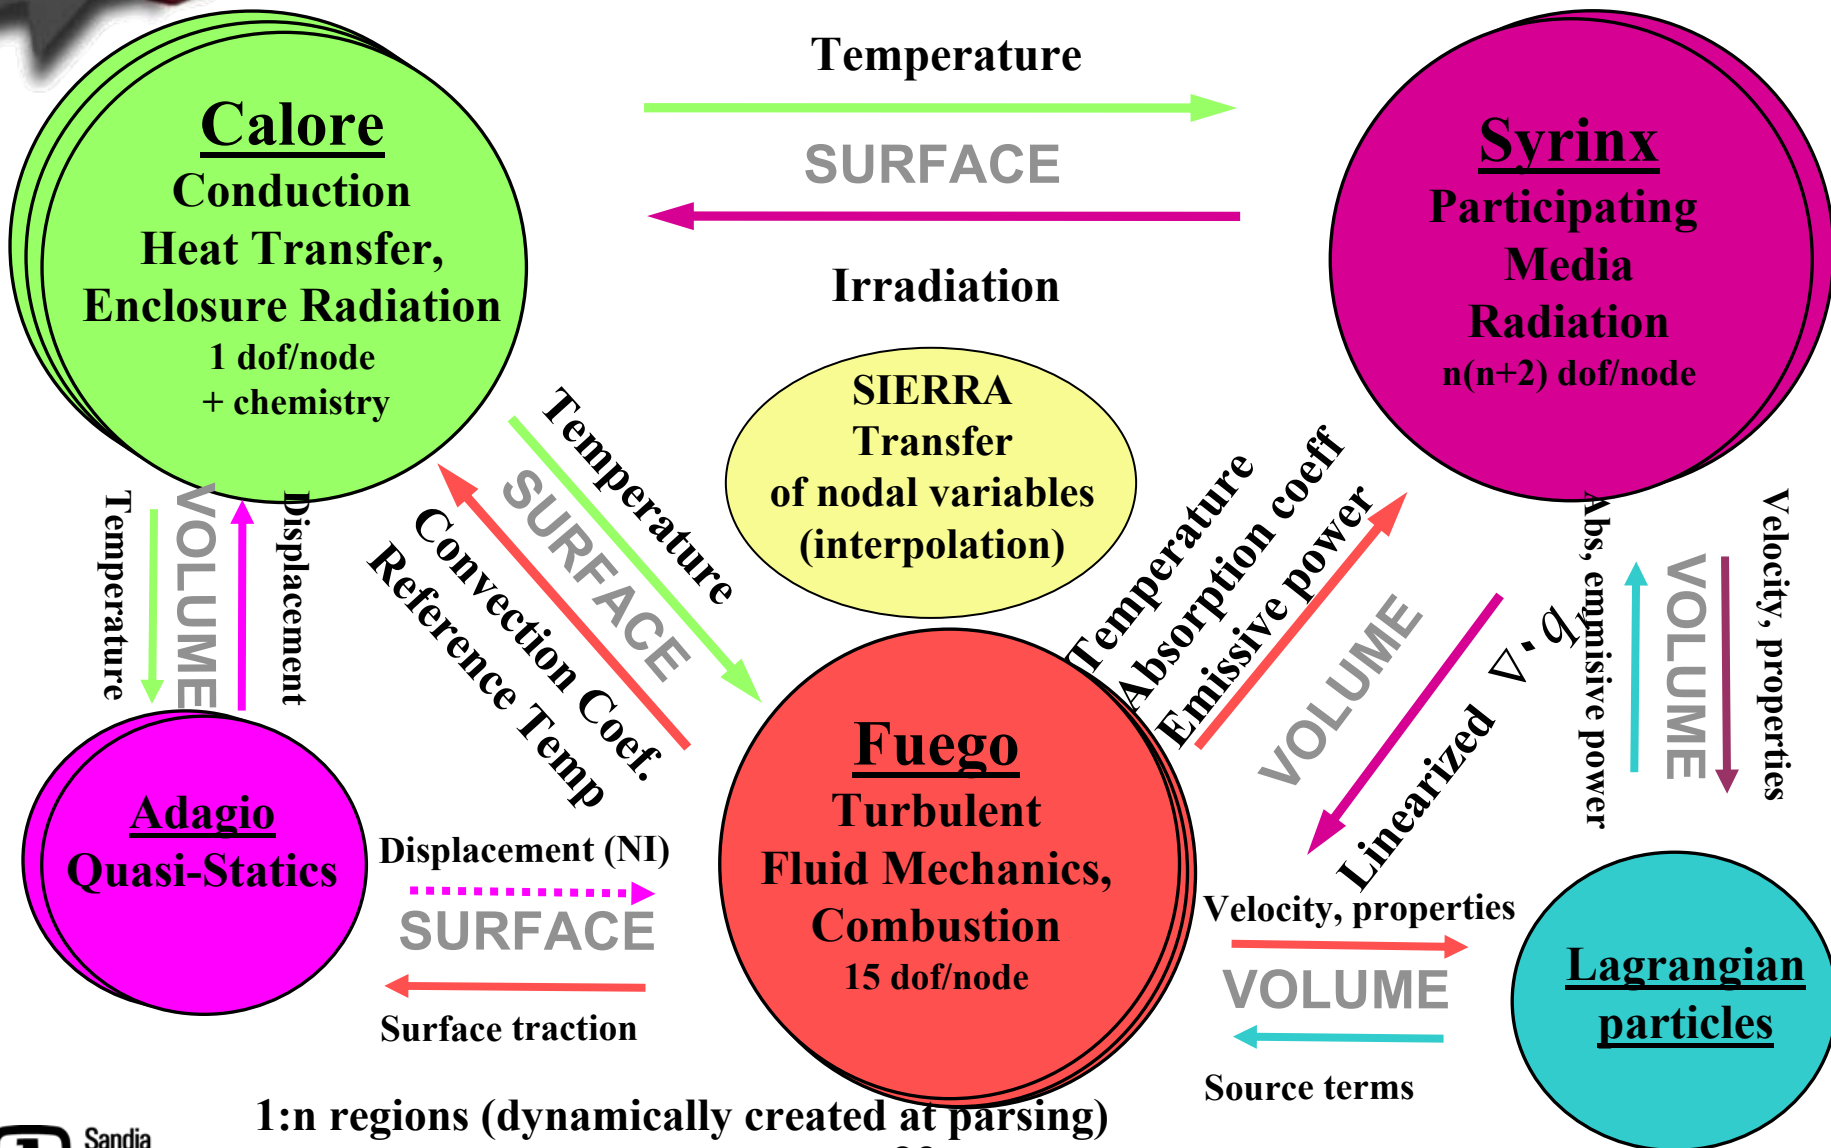 Temperature
SURFACE
Irradiation
Calore
Conduction
Heat Transfer,
Enclosure Radiation
1 dof/node
+ chemistry
Syrinx
Participating
Media
Radiation
n(n+2) dof/node
SIERRA
Transfer
of nodal variables
(interpolation)
Temperature
VOLUME
Displacement
Temperature
SURFACE
Convection Coef.
Reference Temp
Temperature
Absorption coeff
Emissive power
VOLUME
Linearized ∇·q
Abs, emmisive power
VOLUME
Velocity, properties
Adagio
Quasi-Statics
Displacement (NI)
SURFACE
Surface traction
Fuego
Turbulent
Fluid Mechanics,
Combustion
15 dof/node
Velocity, properties
VOLUME
Source terms
Lagrangian
particles
1:n regions (dynamically created at parsing)
Sandia